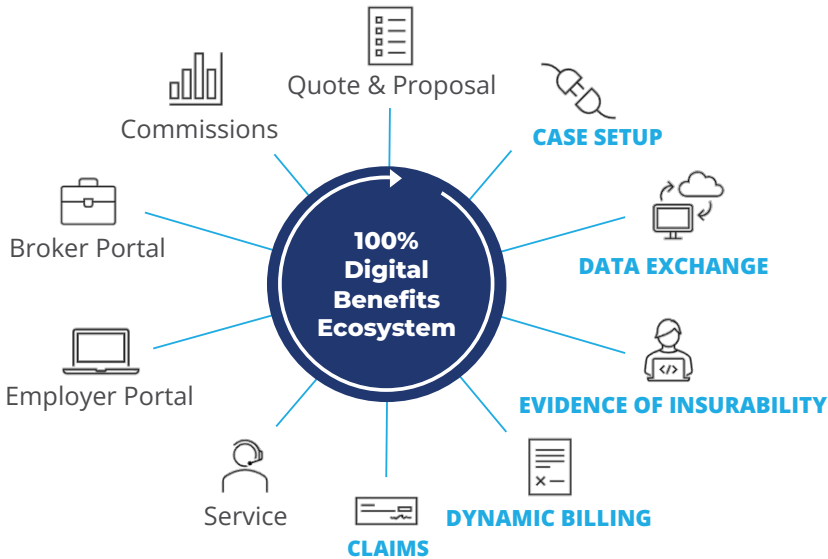 Quote & Proposal
Commissions
CASE SETUP
Broker Portal
100%
Digital
Benefits
Ecosystem
DATA EXCHANGE
Employer Portal
</>
EVIDENCE OF INSURABILITY
Service
DYNAMIC BILLING
CLAIMS